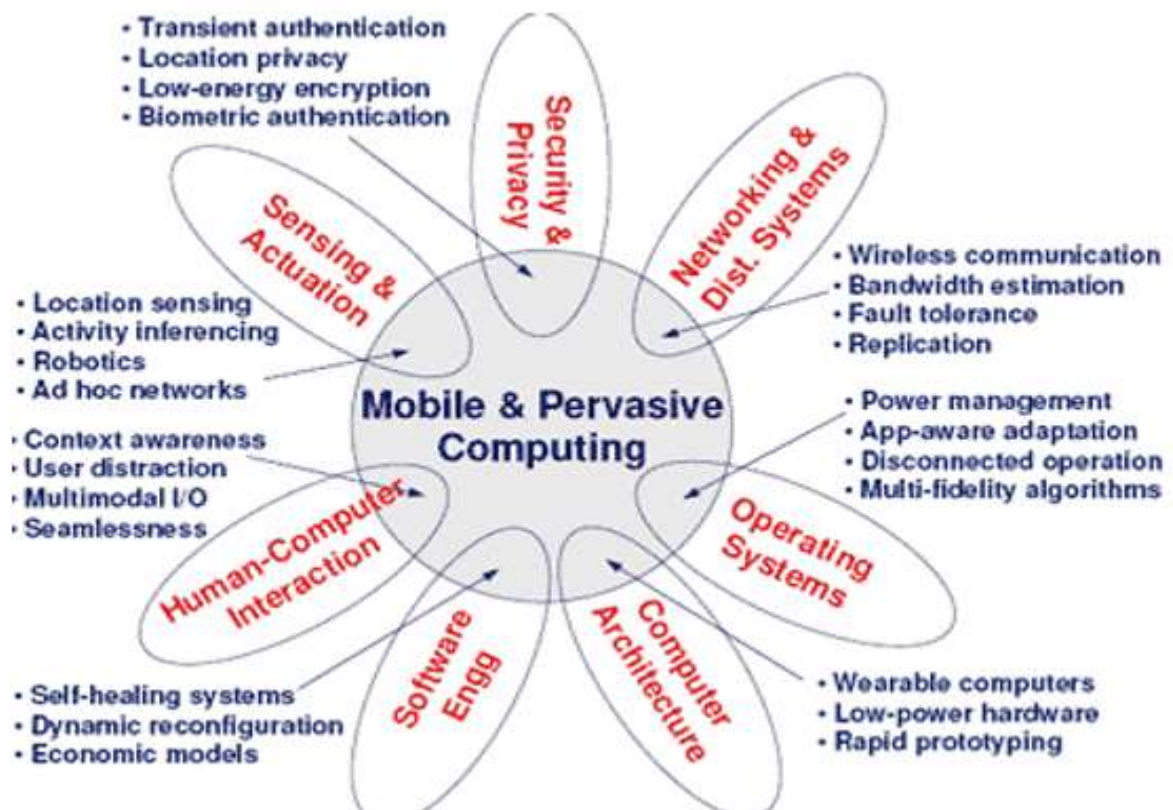 • Transient authentication
• Location privacy
• Low-energy encryption
• Biometric authentication
Security &
Privacy
Networking &
Dist. Systems
Sensing &
Actuation
• Wireless communication
• Bandwidth estimation
• Fault tolerance
• Replication
• Location sensing
• Activity inferencing
• Robotics
• Ad hoc networks
Mobile & Pervasive
Computing
• Power management
• App-aware adaptation
• Disconnected operation
• Multi-fidelity algorithms
• Context awareness
• User distraction
• Multimodal I/O
• Seamlessness
Human-Computer
Interaction
Operating
Systems
Software
Engg
Computer
Architecture
• Self-healing systems
• Dynamic reconfiguration
• Economic models
• Wearable computers
• Low-power hardware
• Rapid prototyping